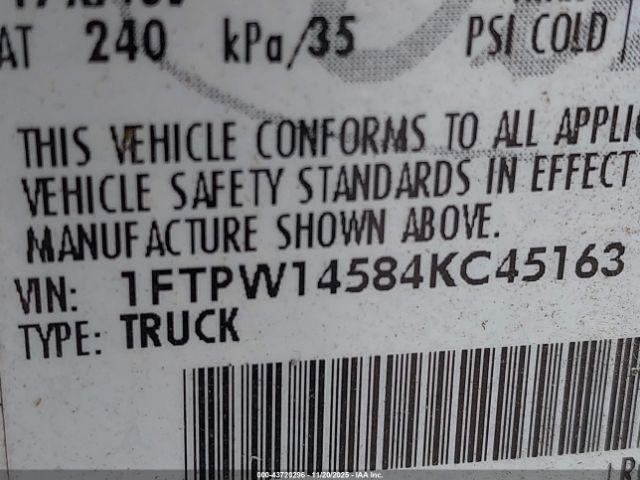 AT 240 kPa/35 PSI COLD
THIS VEHICLE CONFORMS TO ALL APPLIC
VEHICLE SAFETY STANDARDS IN EFFECT
MANUFACTURE SHOWN ABOVE.
VIN: 1FTPW14584KC45163
TYPE: TRUCK
000-43720296 - 11/20/2025 - IAA Inc.